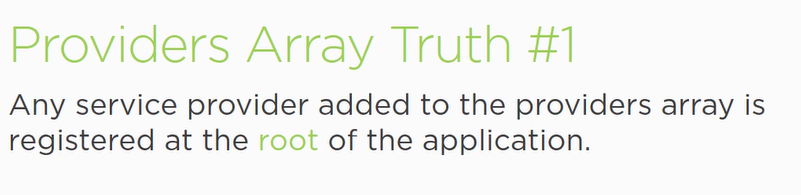 Providers Array Truth #1
Any service provider added to the providers array is
registered at the root of the application.